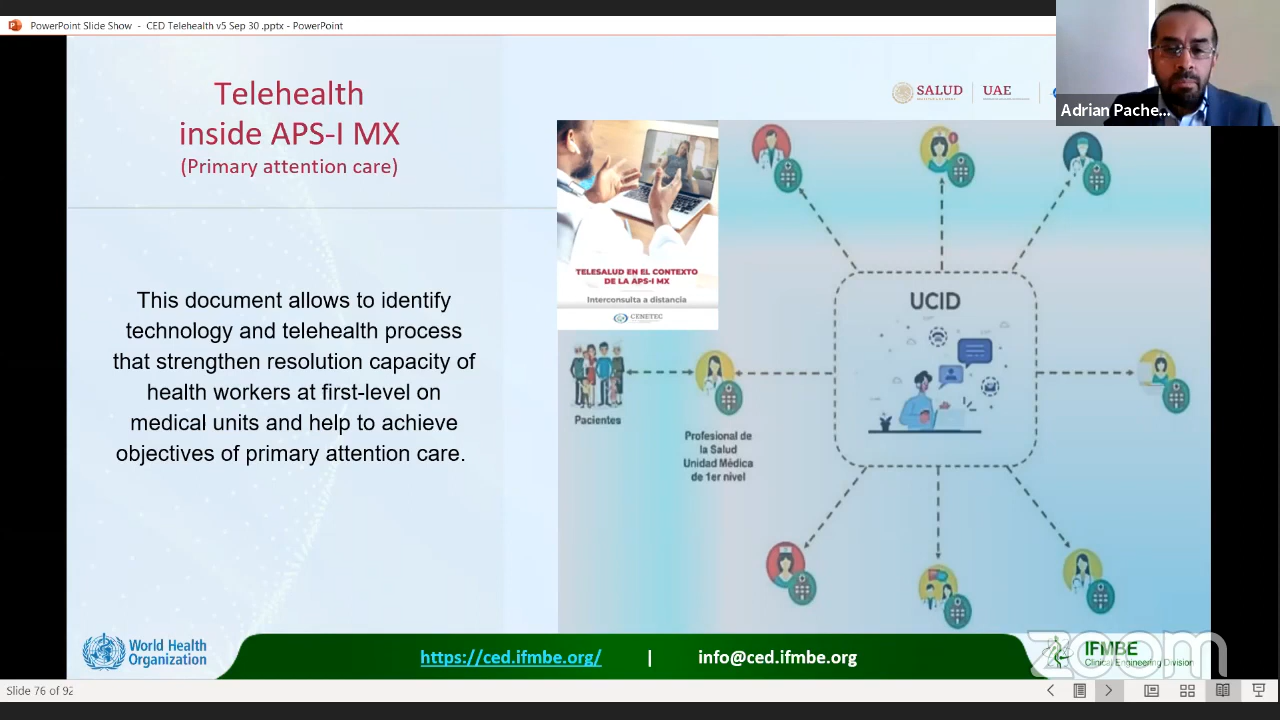 PowerPoint Slide Show - CED Telehealth v5 Sep 30 .pptx - PowerPoint
Telehealth
inside APS-I MX
(Primary attention care)
SALUD
UAE
Adrian Pache...
This document allows to identify
technology and telehealth process
that strengthen resolution capacity of
health workers at first-level on
medical units and help to achieve
objectives of primary attention care.
TELESALUD EN EL CONTEXTO
DE LA APS-I MX
Interconsulta a distancia
CENETEC
UCID
Pacientes
Profesional de
la Salud
Unidad Médica
de 1er nivel
World Health
Organization
https://ced.ifmbe.org/
|
info@ced.ifmbe.org
IFMBE
Clinical Engineering Division
zoom
Slide 76 of 92